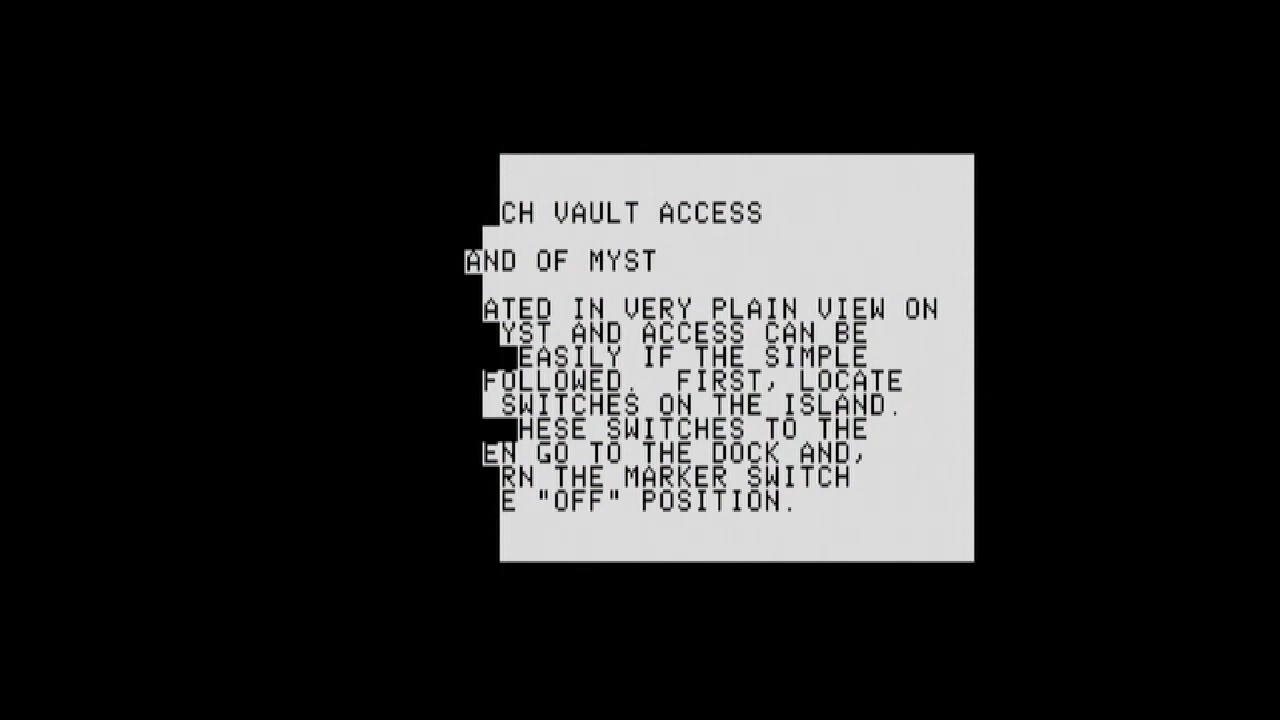 CH VAULT ACCESS
AND OF MYST
ATED IN VERY PLAIN VIEW ON
YST AND ACCESS CAN BE
EASILY IF THE SIMPLE
FOLLOWED.  FIRST, LOCATE
SWITCHES ON THE ISLAND.
HESE SWITCHES TO THE
EN GO TO THE DOCK AND,
RN THE MARKER SWITCH
E "OFF" POSITION.